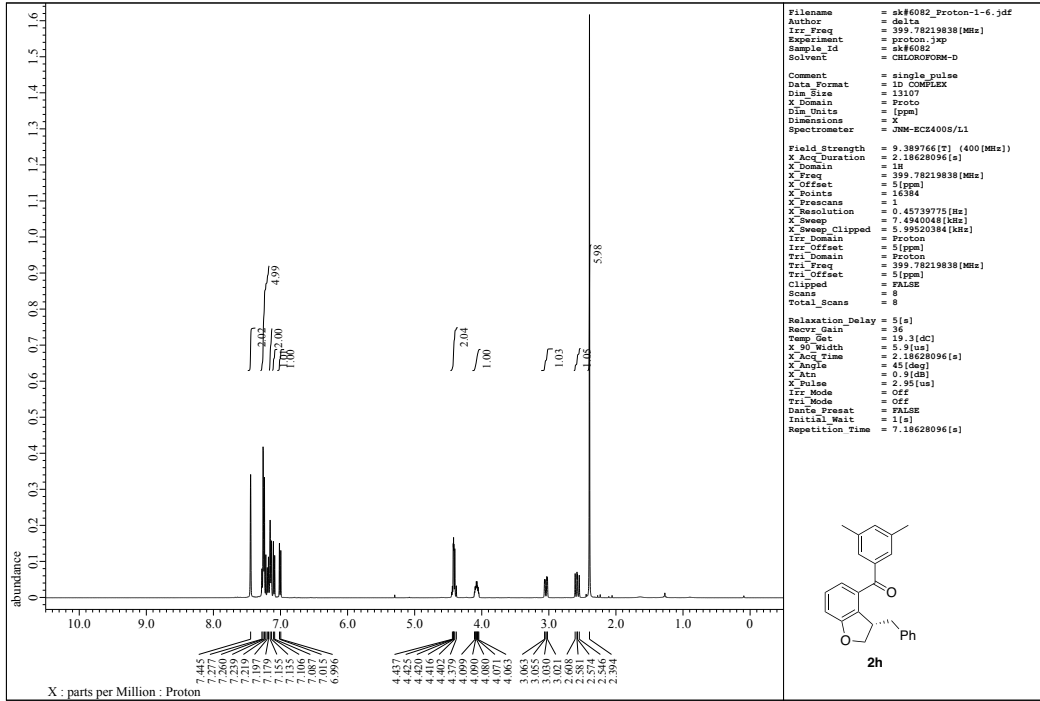 1.6
1.5
1.4
1.3
1.2
1.1
1.0
0.9
0.8
0.7
0.6
0.5
0.4
0.3
0.2
0.1
0
abundance
2.02
4.99
2.00
1.00
2.04
1.00
1.03
1.05
5.98
10.0 9.0 8.0 7.0 6.0 5.0 4.0 3.0 2.0 1.0 0
7.445
7.277
7.260
7.239
7.219
7.197
7.179
7.155
7.135
7.106
7.087
7.015
6.996
4.437
4.425
4.420
4.416
4.402
4.379
4.099
4.090
4.080
4.071
4.063
3.063
3.055
3.030
3.021
2.608
2.581
2.574
2.546
2.394
X : parts per Million : Proton
Filename = sk#6082_Proton-1-6.jdf
Author = delta
Irr_Freq = 399.78219838[MHz]
Experiment = proton.jxp
Sample_Id = sk#6082
Solvent = CHLOROFORM-D
Comment = single_pulse
Data_Format = 1D COMPLEX
Dim_Size = 13107
X_Domain = Proto
Dim_Units = [ppm]
Dimensions = X
Spectrometer = JNM-ECZ400S/L1
Field_Strength = 9.389766[T] (400[MHz])
X_Acq_Duration = 2.18628096[s]
X_Domain = 1H
X_Freq = 399.78219838[MHz]
X_Offset = 5[ppm]
X_Points = 16384
X_Prescans = 1
X_Resolution = 0.45739775[Hz]
X_Sweep = 7.4940048[kHz]
X_Sweep_Clipped = 5.99520384[kHz]
Irr_Domain = Proton
Irr_Offset = 5[ppm]
Tri_Domain = Proton
Tri_Freq = 399.78219838[MHz]
Tri_Offset = 5[ppm]
Clipped = FALSE
Scans = 8
Total_Scans = 8
Relaxation_Delay = 5[s]
Recvr_Gain = 36
Temp_Get = 19.3[dC]
X_90_Width = 5.9[us]
X_Acq_Time = 2.18628096[s]
X_Angle = 45[deg]
X_Atn = 0.9[dB]
X_Pulse = 2.95[us]
Irr_Mode = Off
Tri_Mode = Off
Dante_Presat = FALSE
Initial_Wait = 1[s]
Repetition_Time = 7.18628096[s]
O
O
Ph
2h